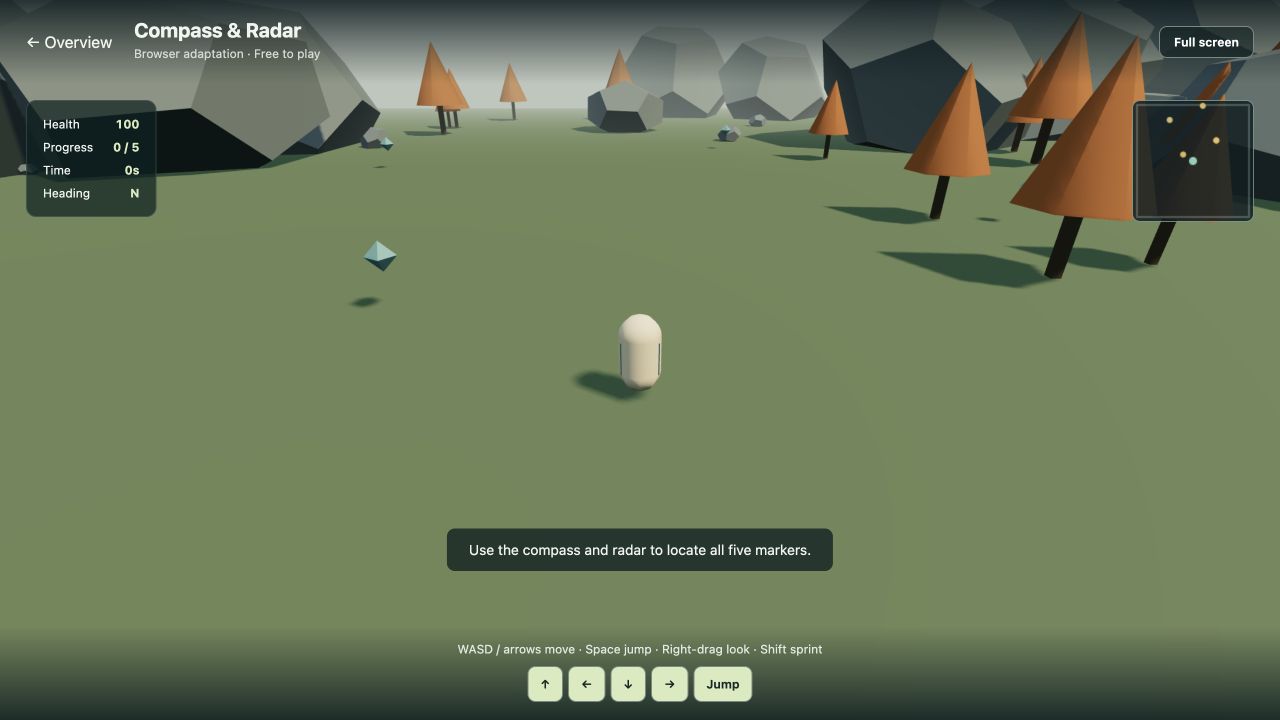 ← Overview
Compass & Radar
Browser adaptation · Free to play
Full screen
Health 100
Progress 0 / 5
Time 0s
Heading N
Use the compass and radar to locate all five markers.
WASD / arrows move · Space jump · Right-drag look · Shift sprint
↑ ← ↓ → Jump